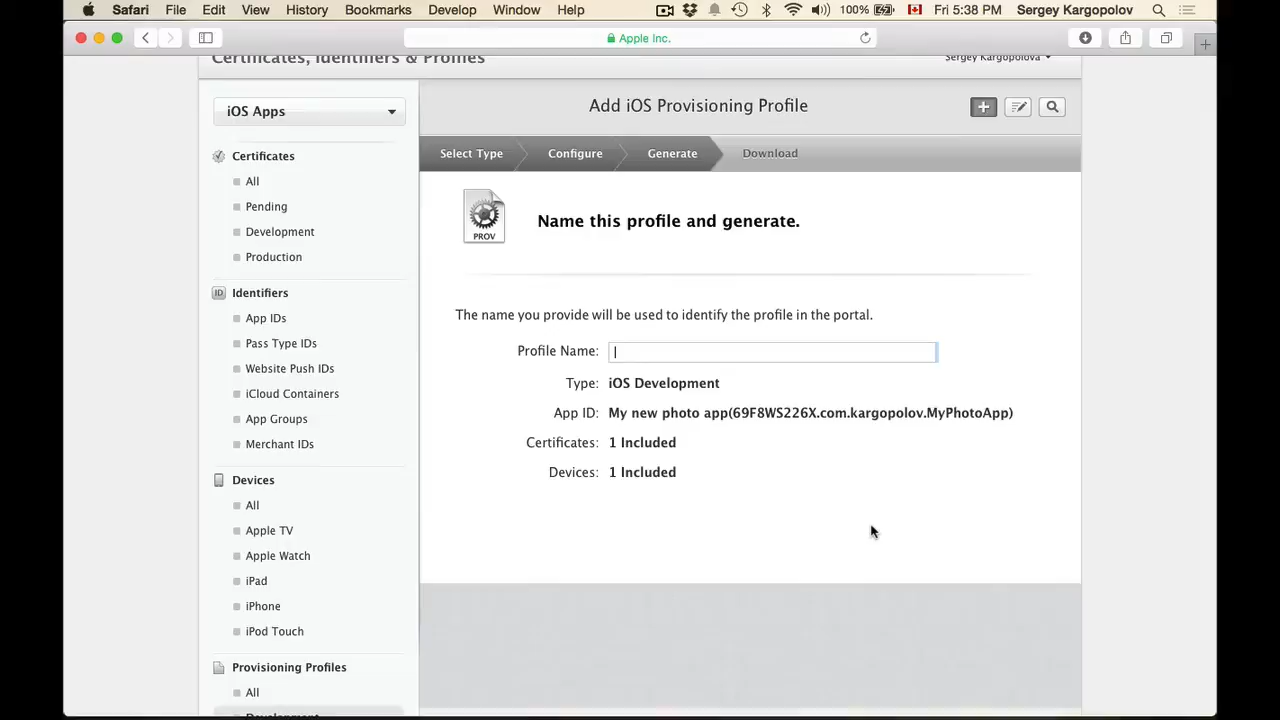 Safari File Edit View History Bookmarks Develop Window Help 100% Fri 5:38 PM Sergey Kargopolov
Apple Inc.
Certificates, Identifiers & Profiles
Sergey Kargopolova
iOS Apps
Add iOS Provisioning Profile
Select Type Configure Generate Download
Certificates
All
Pending
Development
Production
PROV
Name this profile and generate.
Identifiers
App IDs
Pass Type IDs
Website Push IDs
iCloud Containers
App Groups
Merchant IDs
The name you provide will be used to identify the profile in the portal.
Profile Name:
Type: iOS Development
App ID: My new photo app(69F8WS226X.com.kargopolov.MyPhotoApp)
Certificates: 1 Included
Devices: 1 Included
Devices
All
Apple TV
Apple Watch
iPad
iPhone
iPod Touch
Provisioning Profiles
All
Development